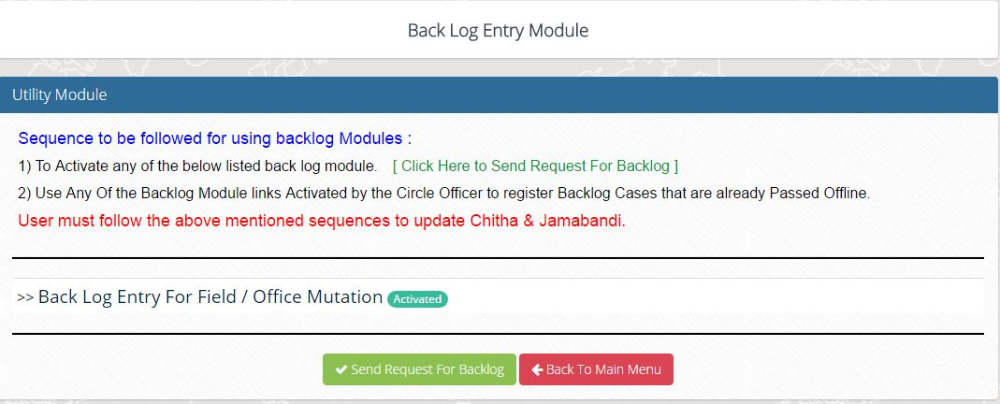 Back Log Entry Module
Utility Module
Sequence to be followed for using backlog Modules :
1) To Activate any of the below listed back log module. [ Click Here to Send Request For Backlog ]
2) Use Any Of the Backlog Module links Activated by the Circle Officer to register Backlog Cases that are already Passed Offline.
User must follow the above mentioned sequences to update Chitha & Jamabandi.
>> Back Log Entry For Field / Office Mutation Activated
Send Request For Backlog Back To Main Menu